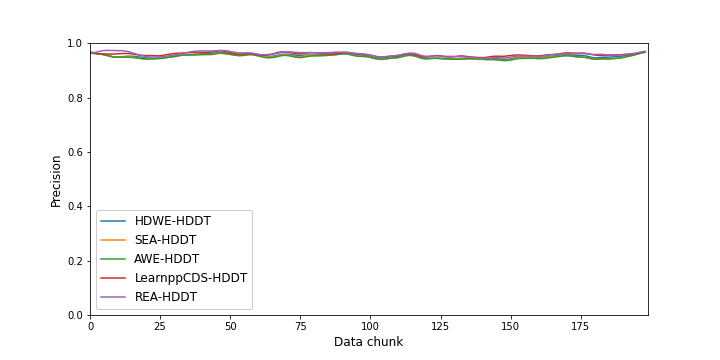 1.0
0.8
0.6
0.4
0.2
0.0
Precision
HDWE-HDDT
SEA-HDDT
AWE-HDDT
LearnppCDS-HDDT
REA-HDDT
0 25 50 75 100 125 150 175
Data chunk